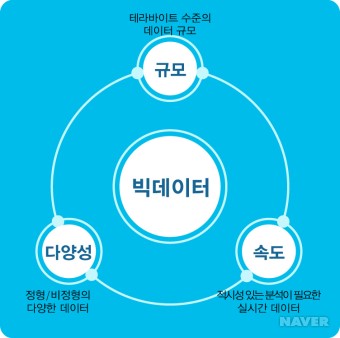 테라바이트 수준의
데이터 규모
규모
빅데이터
다양성
정형/비정형의
다양한 데이터
속도
적시성 있는 분석이 필요한
실시간 데이터
NAVER